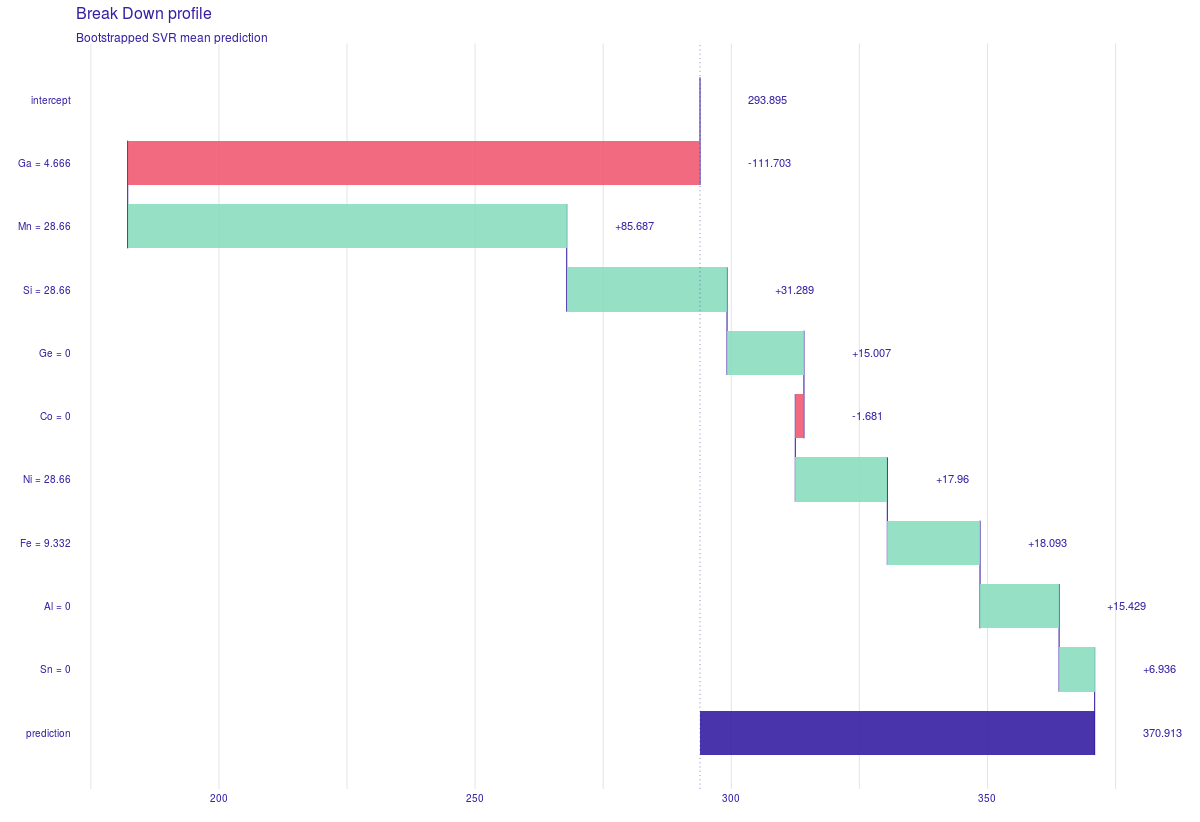 Break Down profile
Bootstrapped SVR mean prediction
intercept 293.895
Ga = 4.666 -111.703
Mn = 28.66 +85.687
Si = 28.66 +31.289
Ge = 0 +15.007
Co = 0 -1.681
Ni = 28.66 +17.96
Fe = 9.332 +18.093
Al = 0 +15.429
Sn = 0 +6.936
prediction 370.913
200 250 300 350